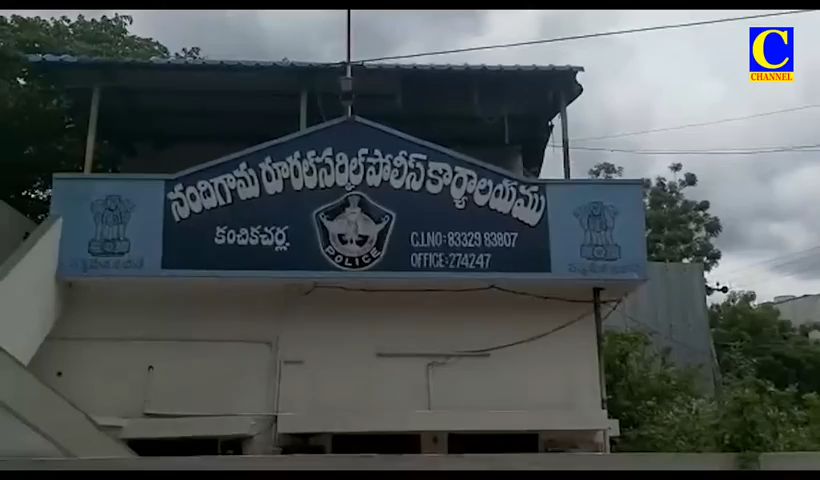 C
CHANNEL
నందిగామ రూరల్ సర్కిల్ పోలీస్ కార్యాలయము
కంచికచర్ల
POLICE
C.I.NO: 83329 83807
OFFICE: 274247